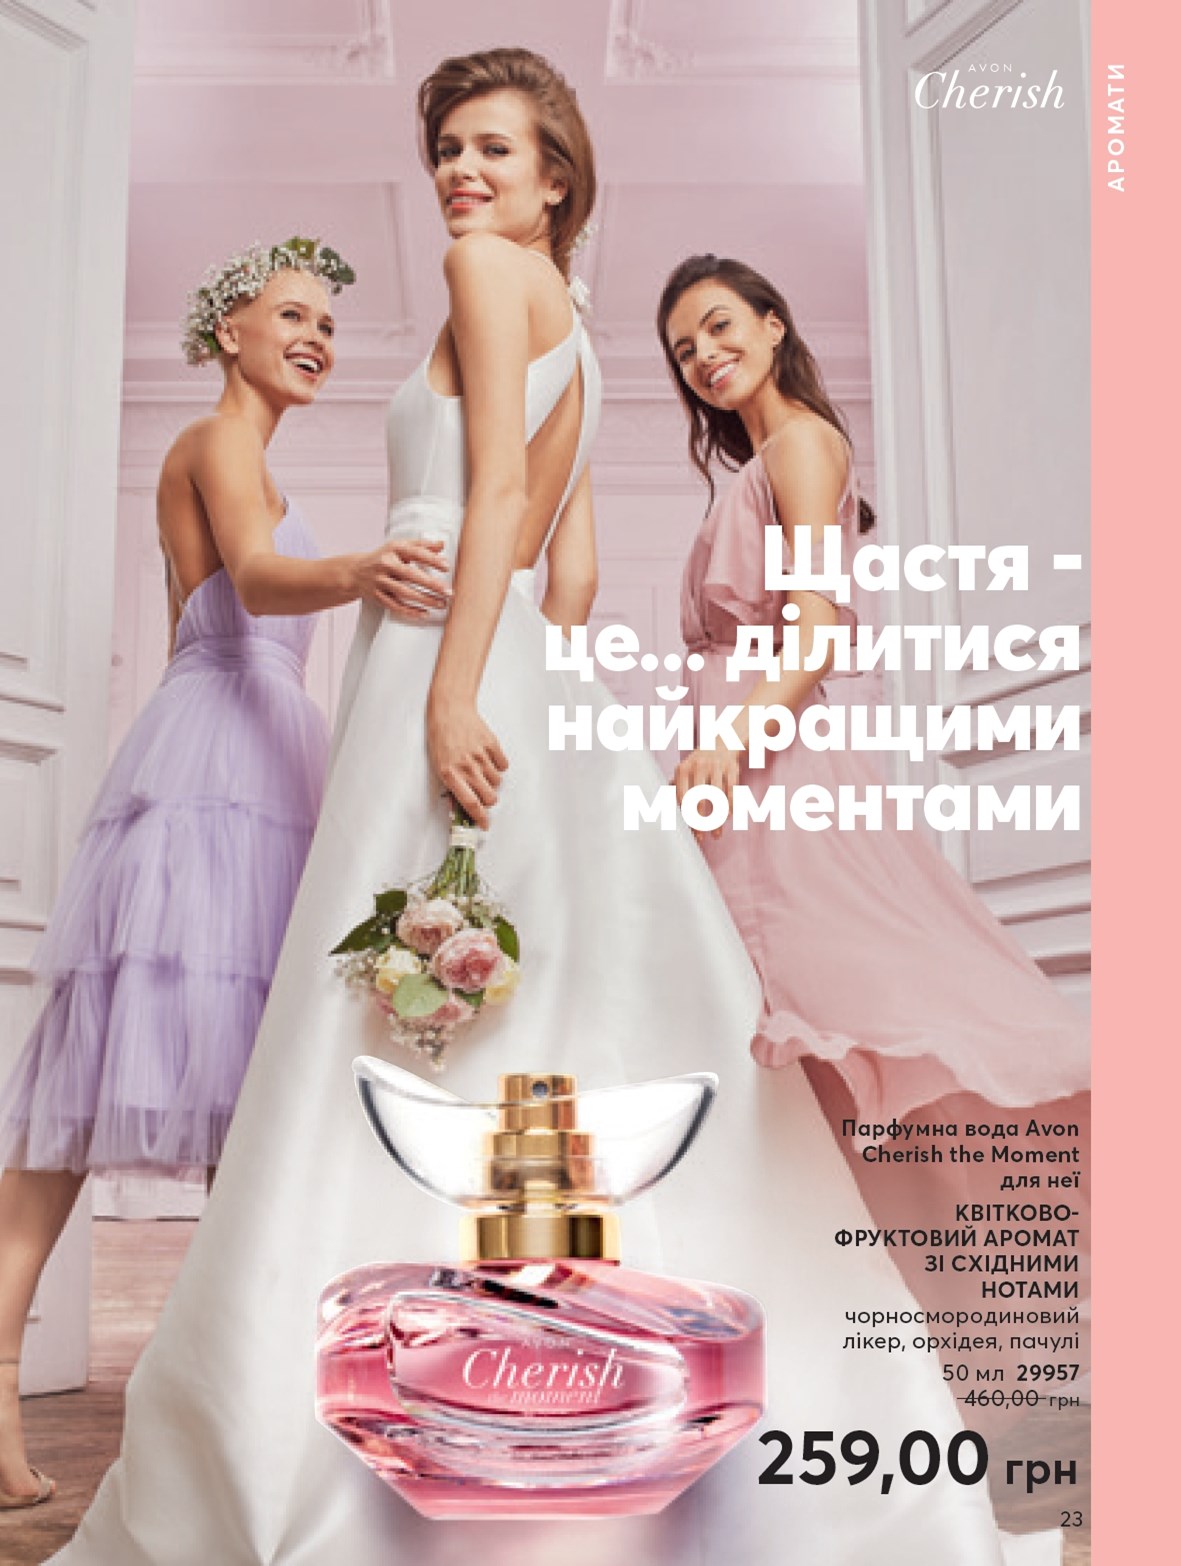 AVON
Cherish
АРОМАТИ
Щастя -
це... ділитися
найкращими
моментами
Парфумна вода Avon
Cherish the Moment
для неї
КВІТКОВО-
ФРУКТОВИЙ АРОМАТ
ЗІ СХІДНИМИ
НОТАМИ
чорносмородиновий
лікер, орхідея, пачулі
50 мл 29957
460,00 грн
259,00 грн
AVON
Cherish
the moment
23